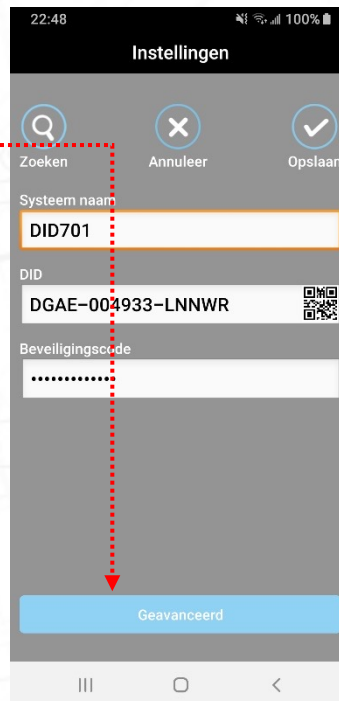 22:48 100%
Instellingen
Zoeken Annuleer Opslaan
Systeem naam
DID701
DID
DGAE-004933-LNNWR
Beveiligingscode
•••••••••••••
Geavanceerd